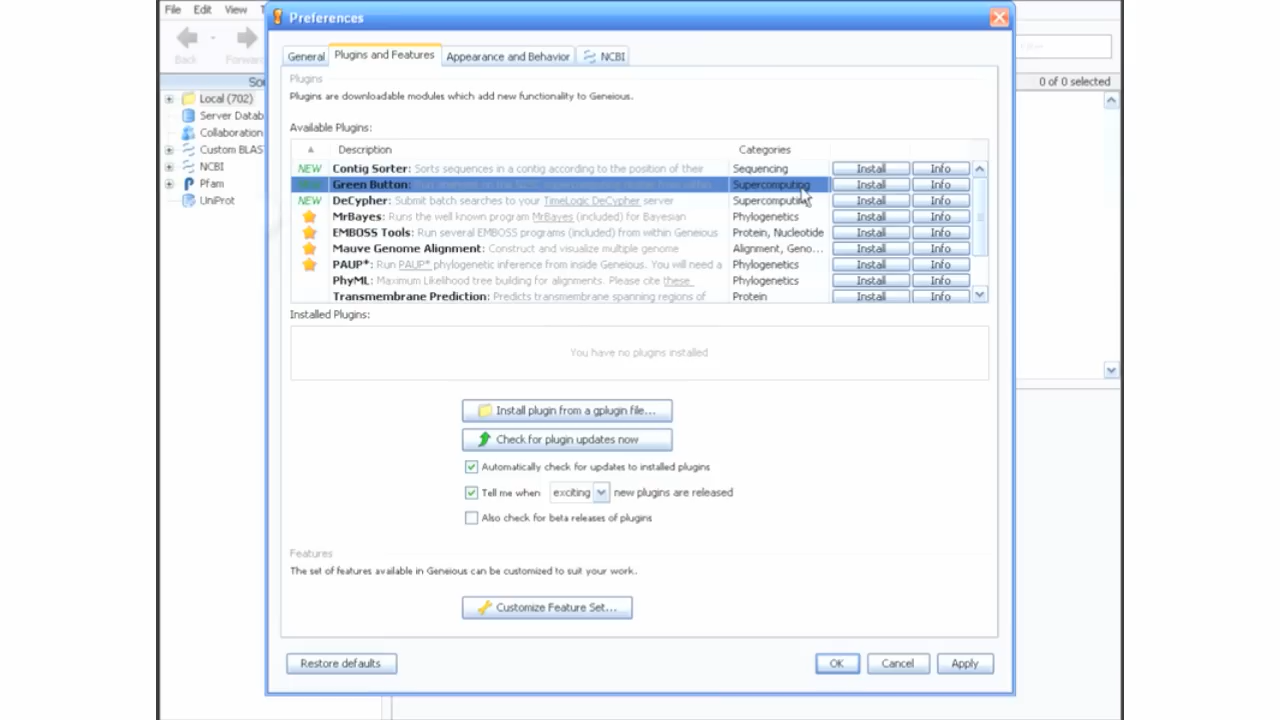 File Edit View
Preferences
Back
Forward
General
Plugins and Features
Appearance and Behavior
NCBI
0 of 0 selected
Local (702)
Server Datab
Collaboration
Custom BLAS
NCBI
Pfam
UniProt
Plugins
Plugins are downloadable modules which add new functionality to Geneious.
Available Plugins:
Description Categories
NEW Contig Sorter: Sorts sequences in a contig according to the position of their Sequencing Install Info
Green Button: Supercomputing Install Info
NEW DeCypher: Submit batch searches to your TimeLogic DeCypher server Supercomputing Install Info
MrBayes: Runs the well known program MrBayes (included) for Bayesian Phylogenetics Install Info
EMBOSS Tools: Run several EMBOSS programs (included) from within Geneious Protein, Nucleotide Install Info
Mauve Genome Alignment: Construct and visualize multiple genome Alignment, Geno... Install Info
PAUP*: Run PAUP* phylogenetic inference from inside Geneious. You will need a Phylogenetics Install Info
PhyML: Maximum Likelihood tree building for alignments. Please cite these Phylogenetics Install Info
Transmembrane Prediction: Predicts transmembrane spanning regions of Protein Install Info
Installed Plugins:
You have no plugins installed
Install plugin from a gplugin file...
Check for plugin updates now
Automatically check for updates to installed plugins
Tell me when exciting new plugins are released
Also check for beta releases of plugins
Features
The set of features available in Geneious can be customized to suit your work.
Customize Feature Set...
Restore defaults
OK
Cancel
Apply